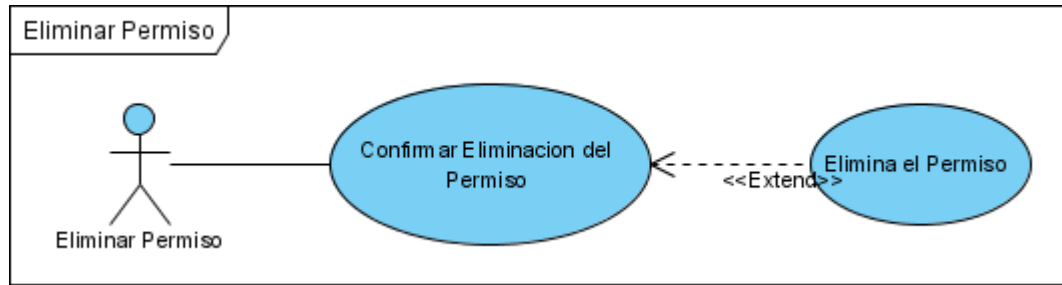 Eliminar Permiso
Confirmar Eliminacion del
Permiso
Elimina el Permiso
<<Extend>>
Eliminar Permiso